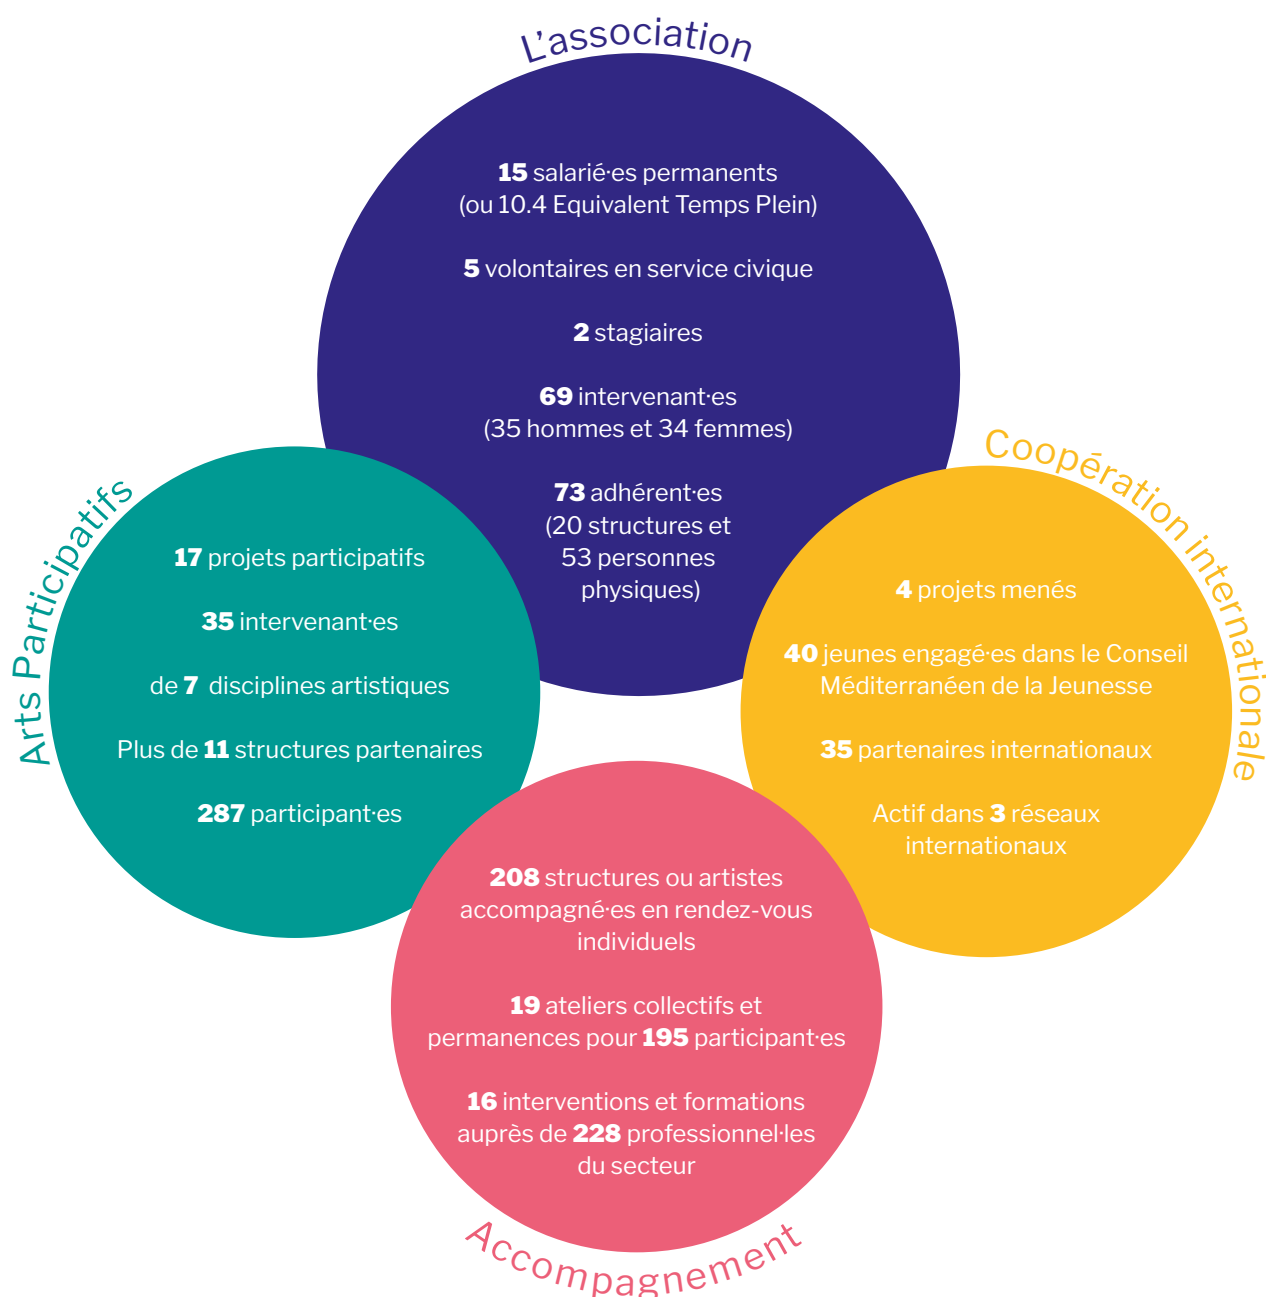 L'association
15 salarié·es permanents
(ou 10.4 Equivalent Temps Plein)
5 volontaires en service civique
2 stagiaires
69 intervenant·es
(35 hommes et 34 femmes)
73 adhérent·es
(20 structures et
53 personnes
physiques)
Arts Participatifs
17 projets participatifs
35 intervenant·es
de 7 disciplines artistiques
Plus de 11 structures partenaires
287 participant·es
Coopération internationale
4 projets menés
40 jeunes engagé·es dans le Conseil
Méditerranéen de la Jeunesse
35 partenaires internationaux
Actif dans 3 réseaux
internationaux
208 structures ou artistes
accompagné·es en rendez-vous
individuels
19 ateliers collectifs et
permanences pour 195 participant·es
16 interventions et formations
auprès de 228 professionnel·les
du secteur
Accompagnement